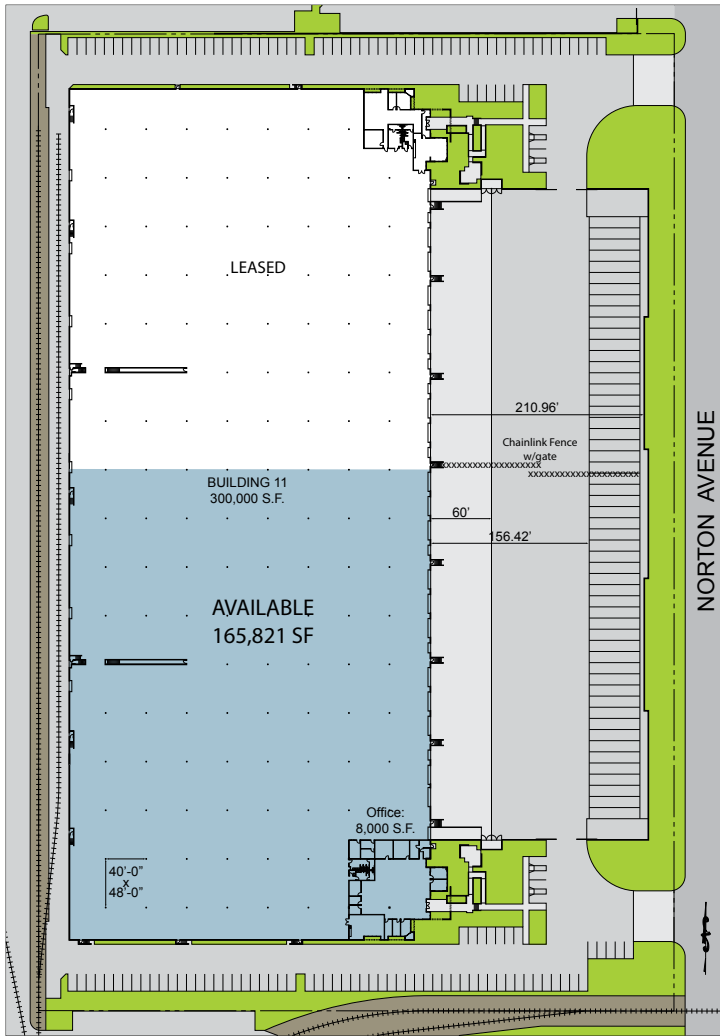 LEASED
210.96'
Chainlink Fence
w/gate
BUILDING 11
300,000 S.F.
60'
156.42'
AVAILABLE
165,821 SF
NORTON AVENUE
Office:
8,000 S.F.
40'-0"
x
48'-0"